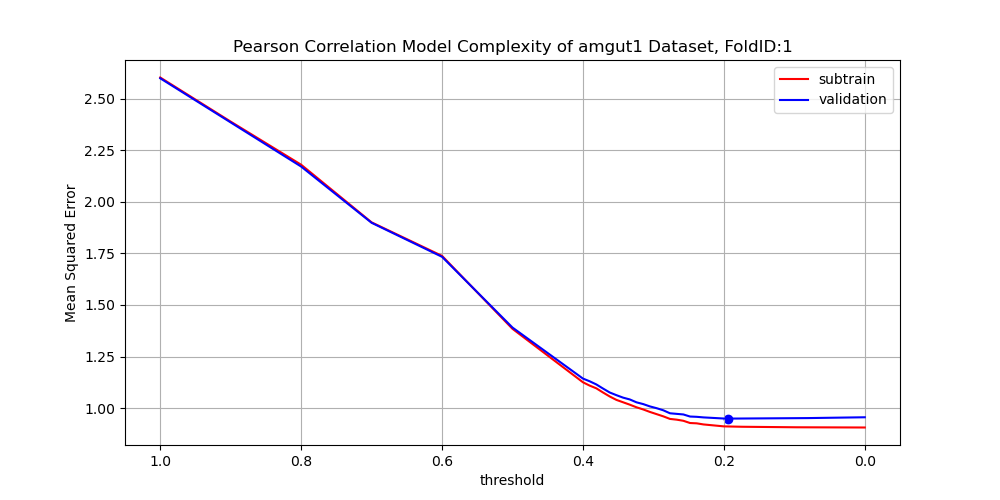 Pearson Correlation Model Complexity of amgut1 Dataset, FoldID:1
subtrain
validation
Mean Squared Error
2.50
2.25
2.00
1.75
1.50
1.25
1.00
1.0 0.8 0.6 0.4 0.2 0.0
threshold